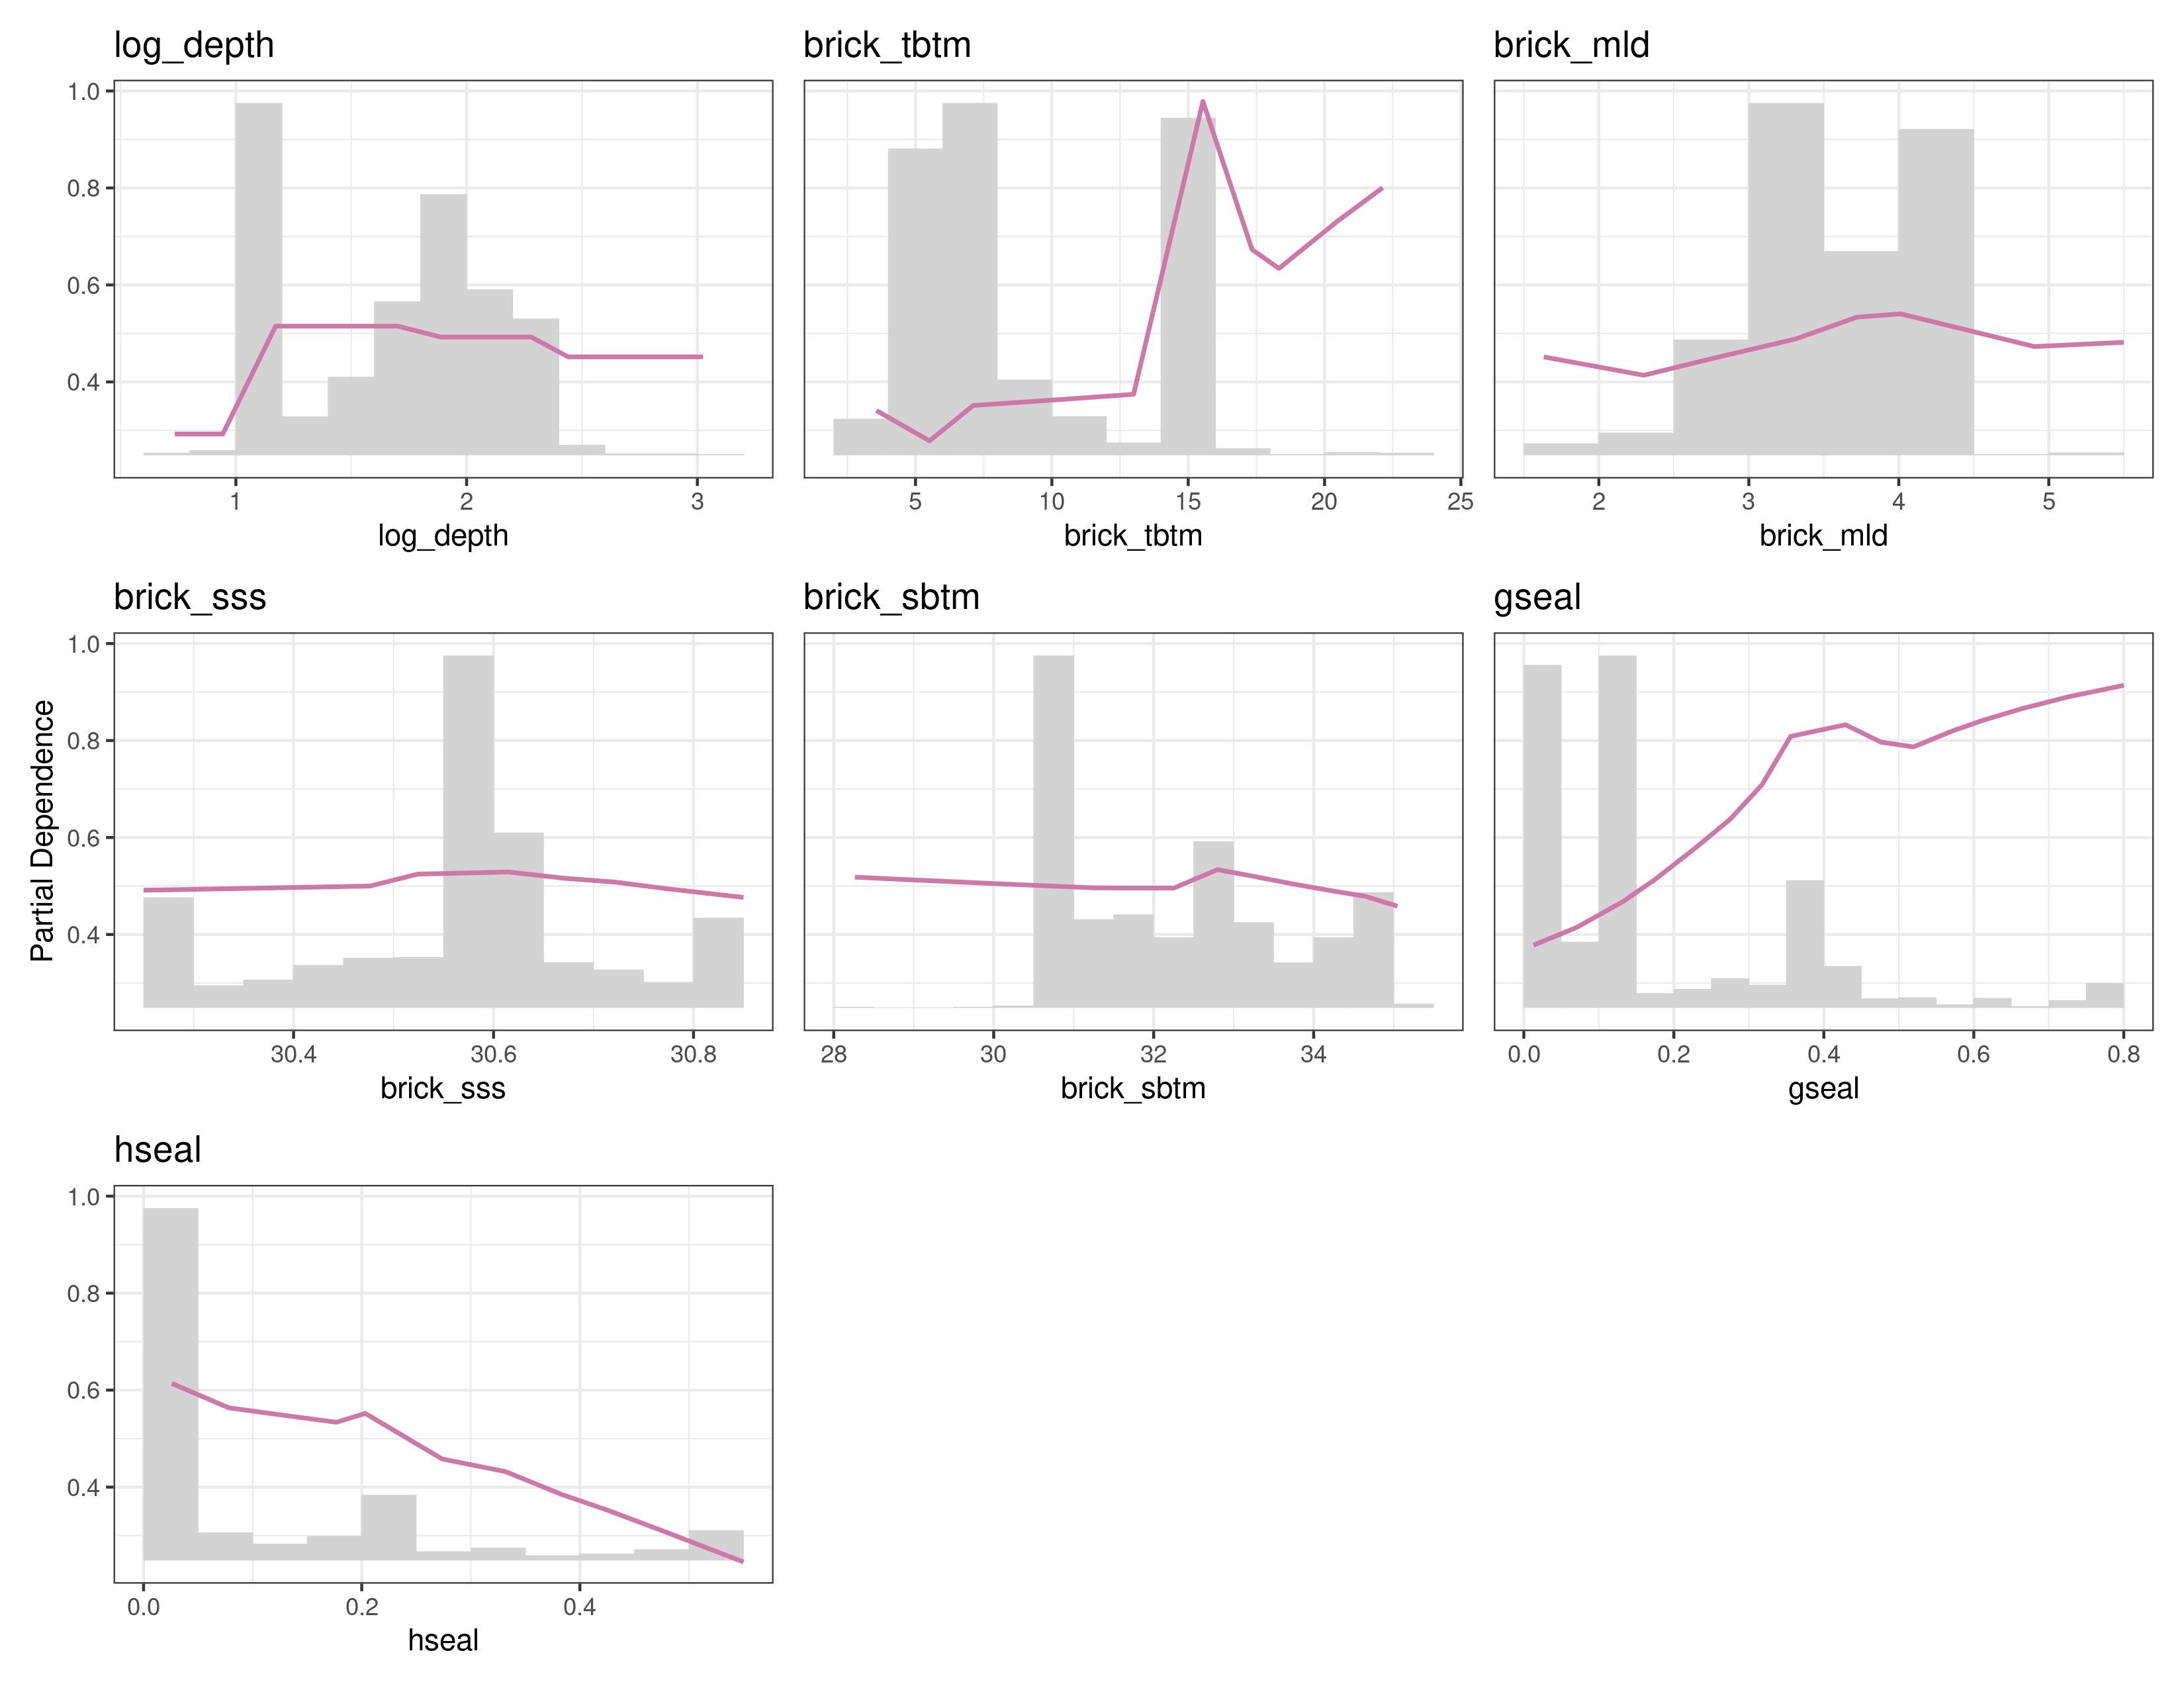 log_depth
brick_tbtm
brick_mld
1.0
0.8
0.6
0.4
1 2 3
5 10 15 20 25
2 3 4 5
log_depth
brick_tbtm
brick_mld
brick_sss
brick_sbtm
gseal
Partial Dependence
1.0
0.8
0.6
0.4
30.4 30.6 30.8
28 30 32 34
0.0 0.2 0.4 0.6 0.8
brick_sss
brick_sbtm
gseal
hseal
1.0
0.8
0.6
0.4
0.0 0.2 0.4
hseal